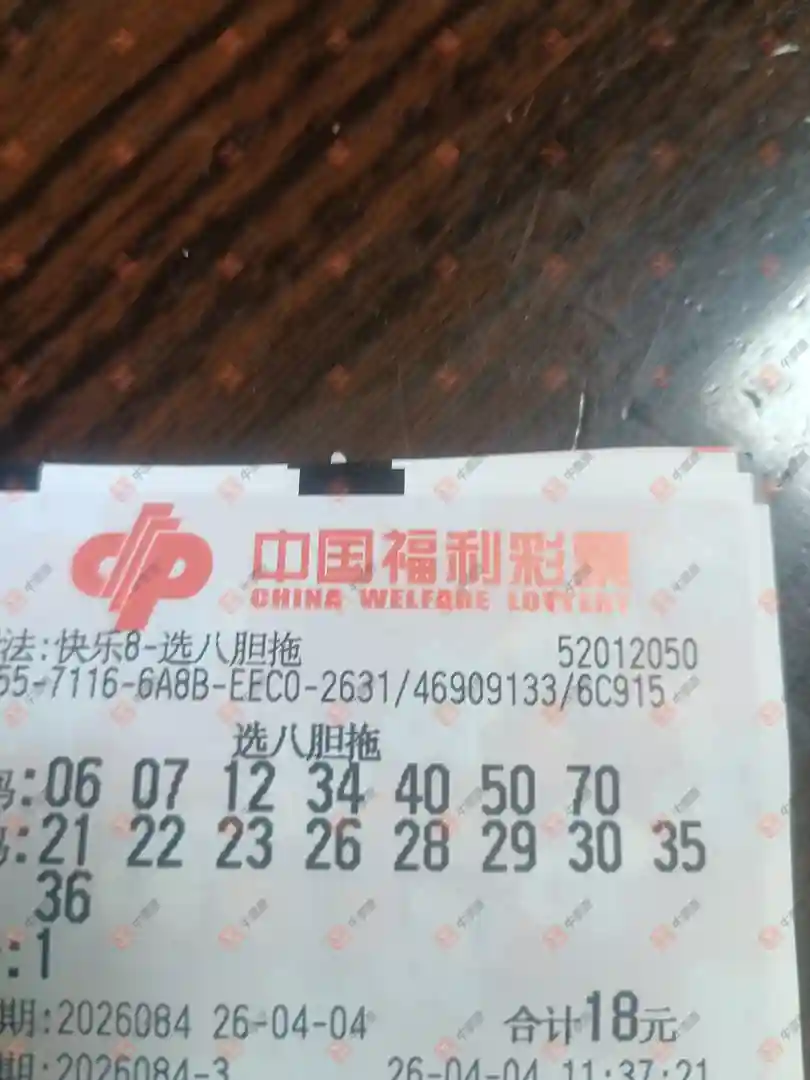 中国福利彩票
CHINA WELFARE LOTTERY
法:快乐8-选八胆拖 52012050
55-7116-6A8B-EEC0-2631/46909133/6C915
选八胆拖
码:06 07 12 34 40 50 70
:21 22 23 26 28 29 30 35
36
:1
期:2026084 26-04-04 合计18元
期:2026084-3 26-04-04 11:37:21